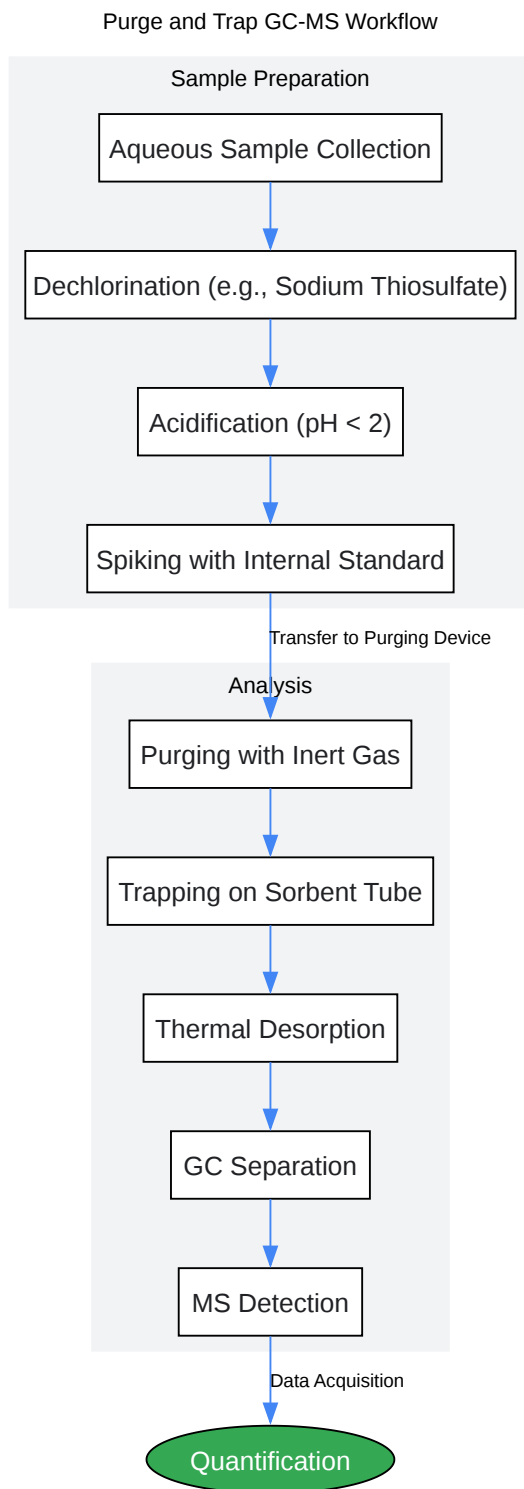 Purge and Trap GC-MS Workflow
Sample Preparation
Aqueous Sample Collection
Dechlorination (e.g., Sodium Thiosulfate)
Acidification (pH < 2)
Spiking with Internal Standard
Transfer to Purging Device
Analysis
Purging with Inert Gas
Trapping on Sorbent Tube
Thermal Desorption
GC Separation
MS Detection
Data Acquisition
Quantification